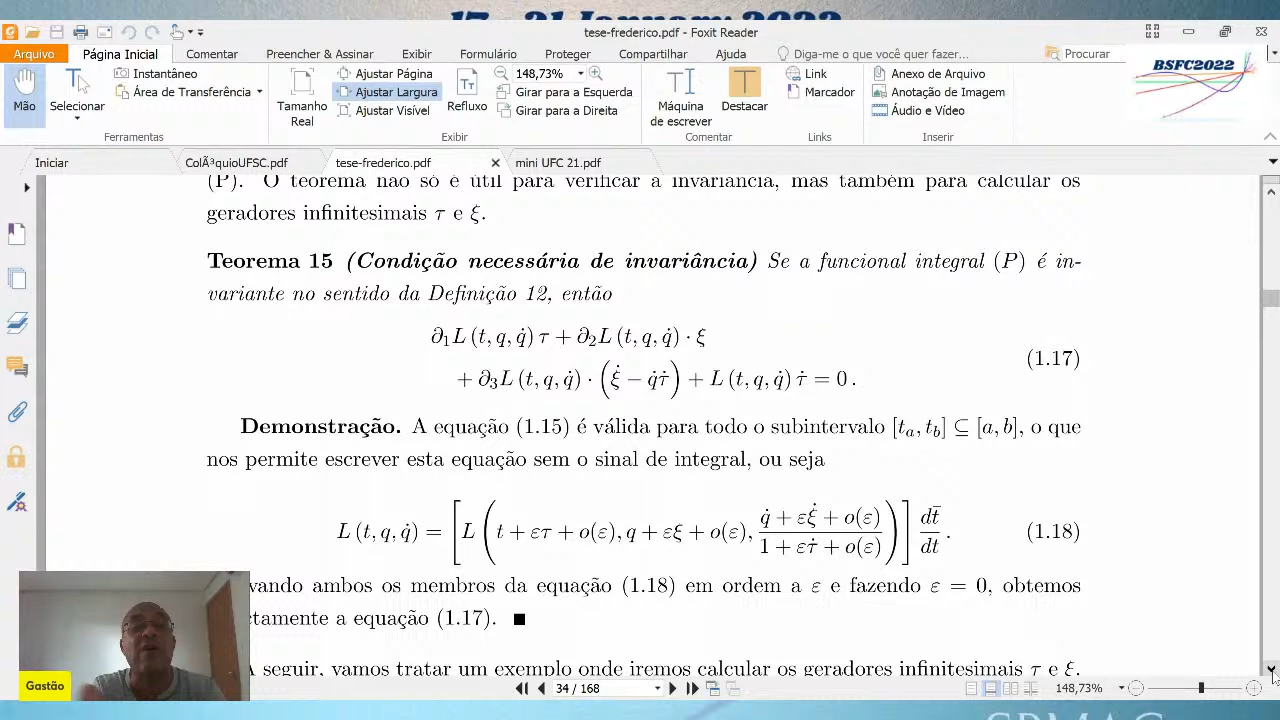 17 - 21 January 2022
tese-frederico.pdf - Foxit Reader
Arquivo Página Inicial Comentar Preencher & Assinar Exibir Formulário Proteger Compartilhar Diga-me o que você quer fazer... Procurar
BSFC2022
Mão
Selecionar
Instantâneo
Área de Transferência
Ferramentas
Tamanho Real
Ajustar Página
Ajustar Largura
Ajustar Visível
Refluxo
148,73%
Girar para a Esquerda
Girar para a Direita
Exibir
Máquina de escrever
Destacar
Comentar
Link
Marcador
Links
Anexo de Arquivo
Anotação de Imagem
Áudio e Vídeo
Inserir
Iniciar ColÃ³quioUFSC.pdf tese-frederico.pdf mini UFC 21.pdf
(P). O teorema não só é útil para verificar a invariância, mas também para calcular os
geradores infinitesimais τ e ξ.
Teorema 15 (Condição necessária de invariância) Se a funcional integral (P) é in-
variante no sentido da Definição 12, então
∂₁L (t, q, q̇) τ + ∂₂L (t, q, q̇) · ξ
+ ∂₃L (t, q, q̇) · (ξ̇ − q̇τ̇) + L (t, q, q̇) τ̇ = 0 . (1.17)
Demonstração. A equação (1.15) é válida para todo o subintervalo [tₐ, t_b] ⊆ [a, b], o que
nos permite escrever esta equação sem o sinal de integral, ou seja
L (t, q, q̇) = [L (t + ετ + o(ε), q + εξ + o(ε), (q̇ + εξ̇ + o(ε))/(1 + ετ̇ + o(ε)))] dt̄/dt . (1.18)
vando ambos os membros da equação (1.18) em ordem a ε e fazendo ε = 0, obtemos
ctamente a equação (1.17). ■
A seguir, vamos tratar um exemplo onde iremos calcular os geradores infinitesimais τ e ξ.
Gastão
34 / 168
148,73%